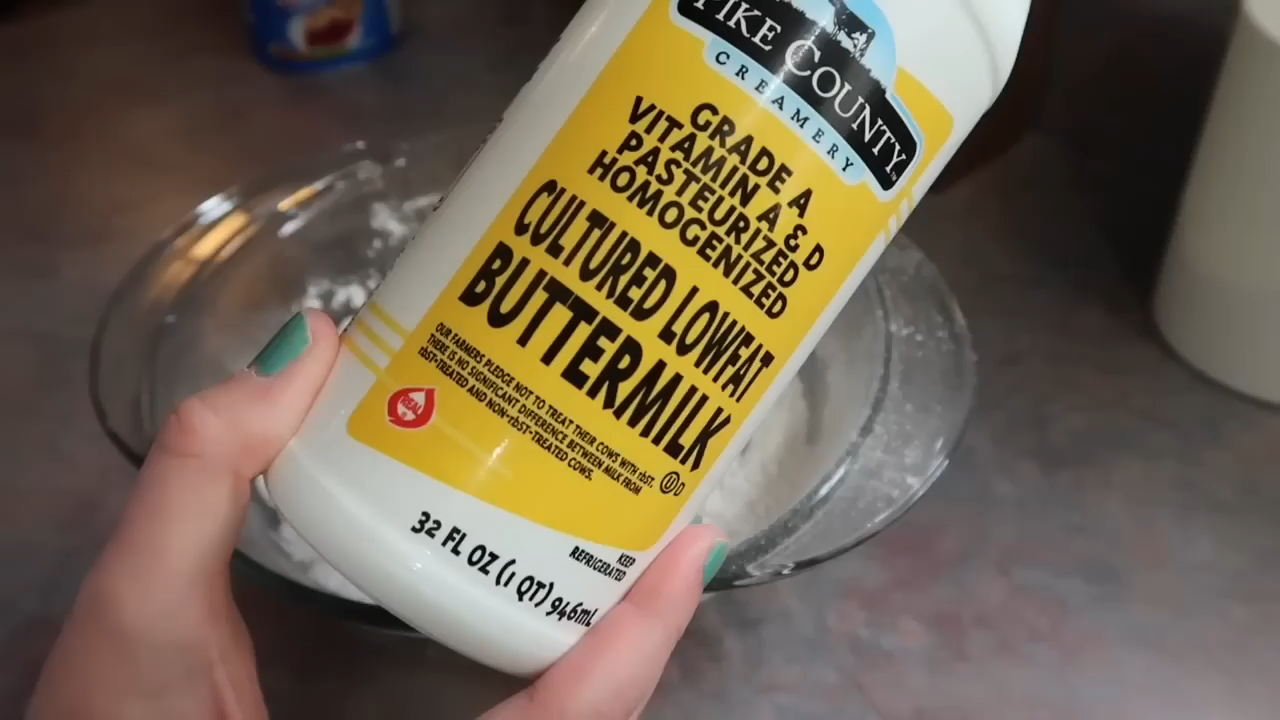 PIKE COUNTY
CREAMERY
GRADE A
VITAMIN A & D
PASTEURIZED
HOMOGENIZED
CULTURED LOWFAT
BUTTERMILK
OUR FARMERS PLEDGE NOT TO TREAT THEIR COWS WITH rbST.
THERE IS NO SIGNIFICANT DIFFERENCE BETWEEN MILK FROM
rbST-TREATED AND NON-rbST-TREATED COWS.
REAL
U D
32 FL OZ (1 QT) 946mL
KEEP
REFRIGERATED